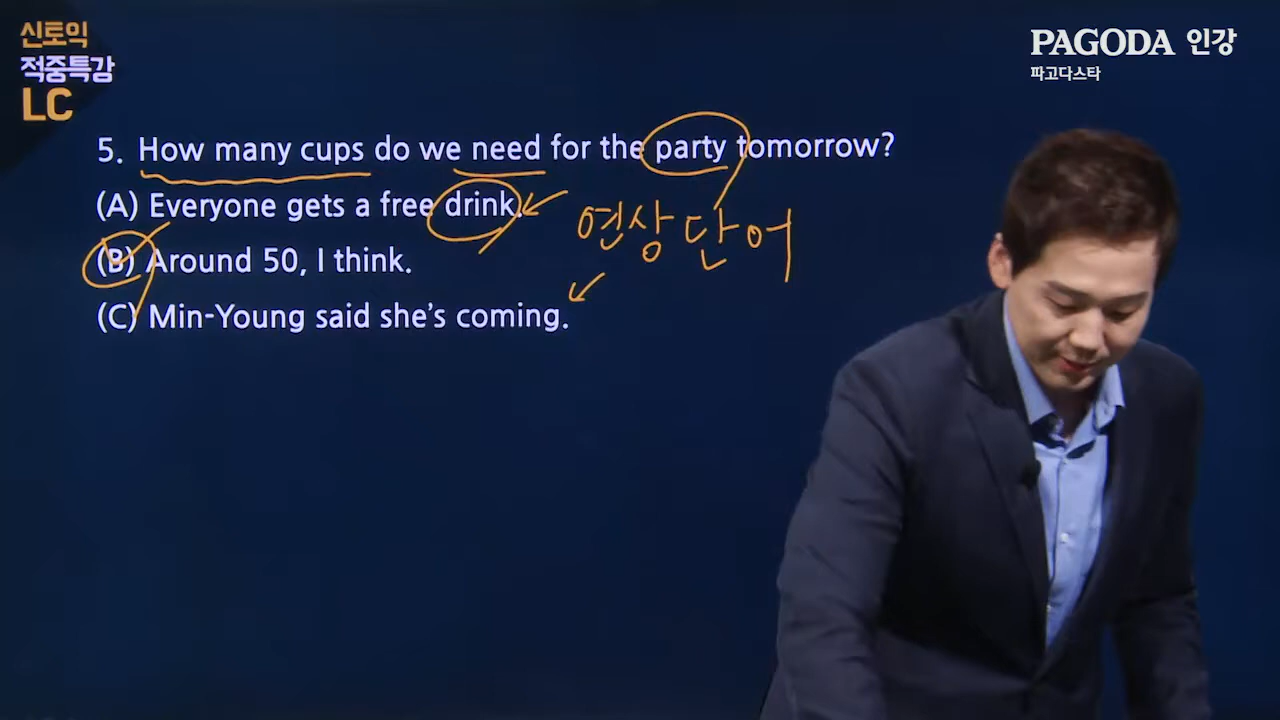 신토익
적중특강
LC
PAGODA 인강
파고다스타
5. How many cups do we need for the party tomorrow?
(A) Everyone gets a free drink.
연상단어
(B) Around 50, I think.
(C) Min-Young said she's coming.